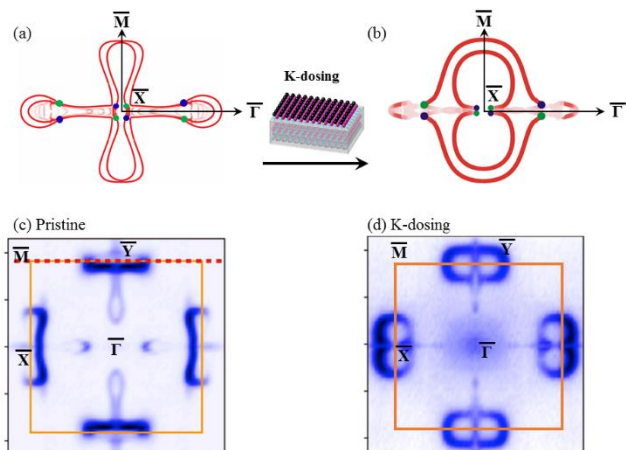 (a)
M̅
X̅
Γ̅
K-dosing
(b)
M̅
X̅
Γ̅
(c) Pristine
M̅
Y̅
Γ̅
X̅
(d) K-dosing
M̅
Y̅
X̅
Γ̅